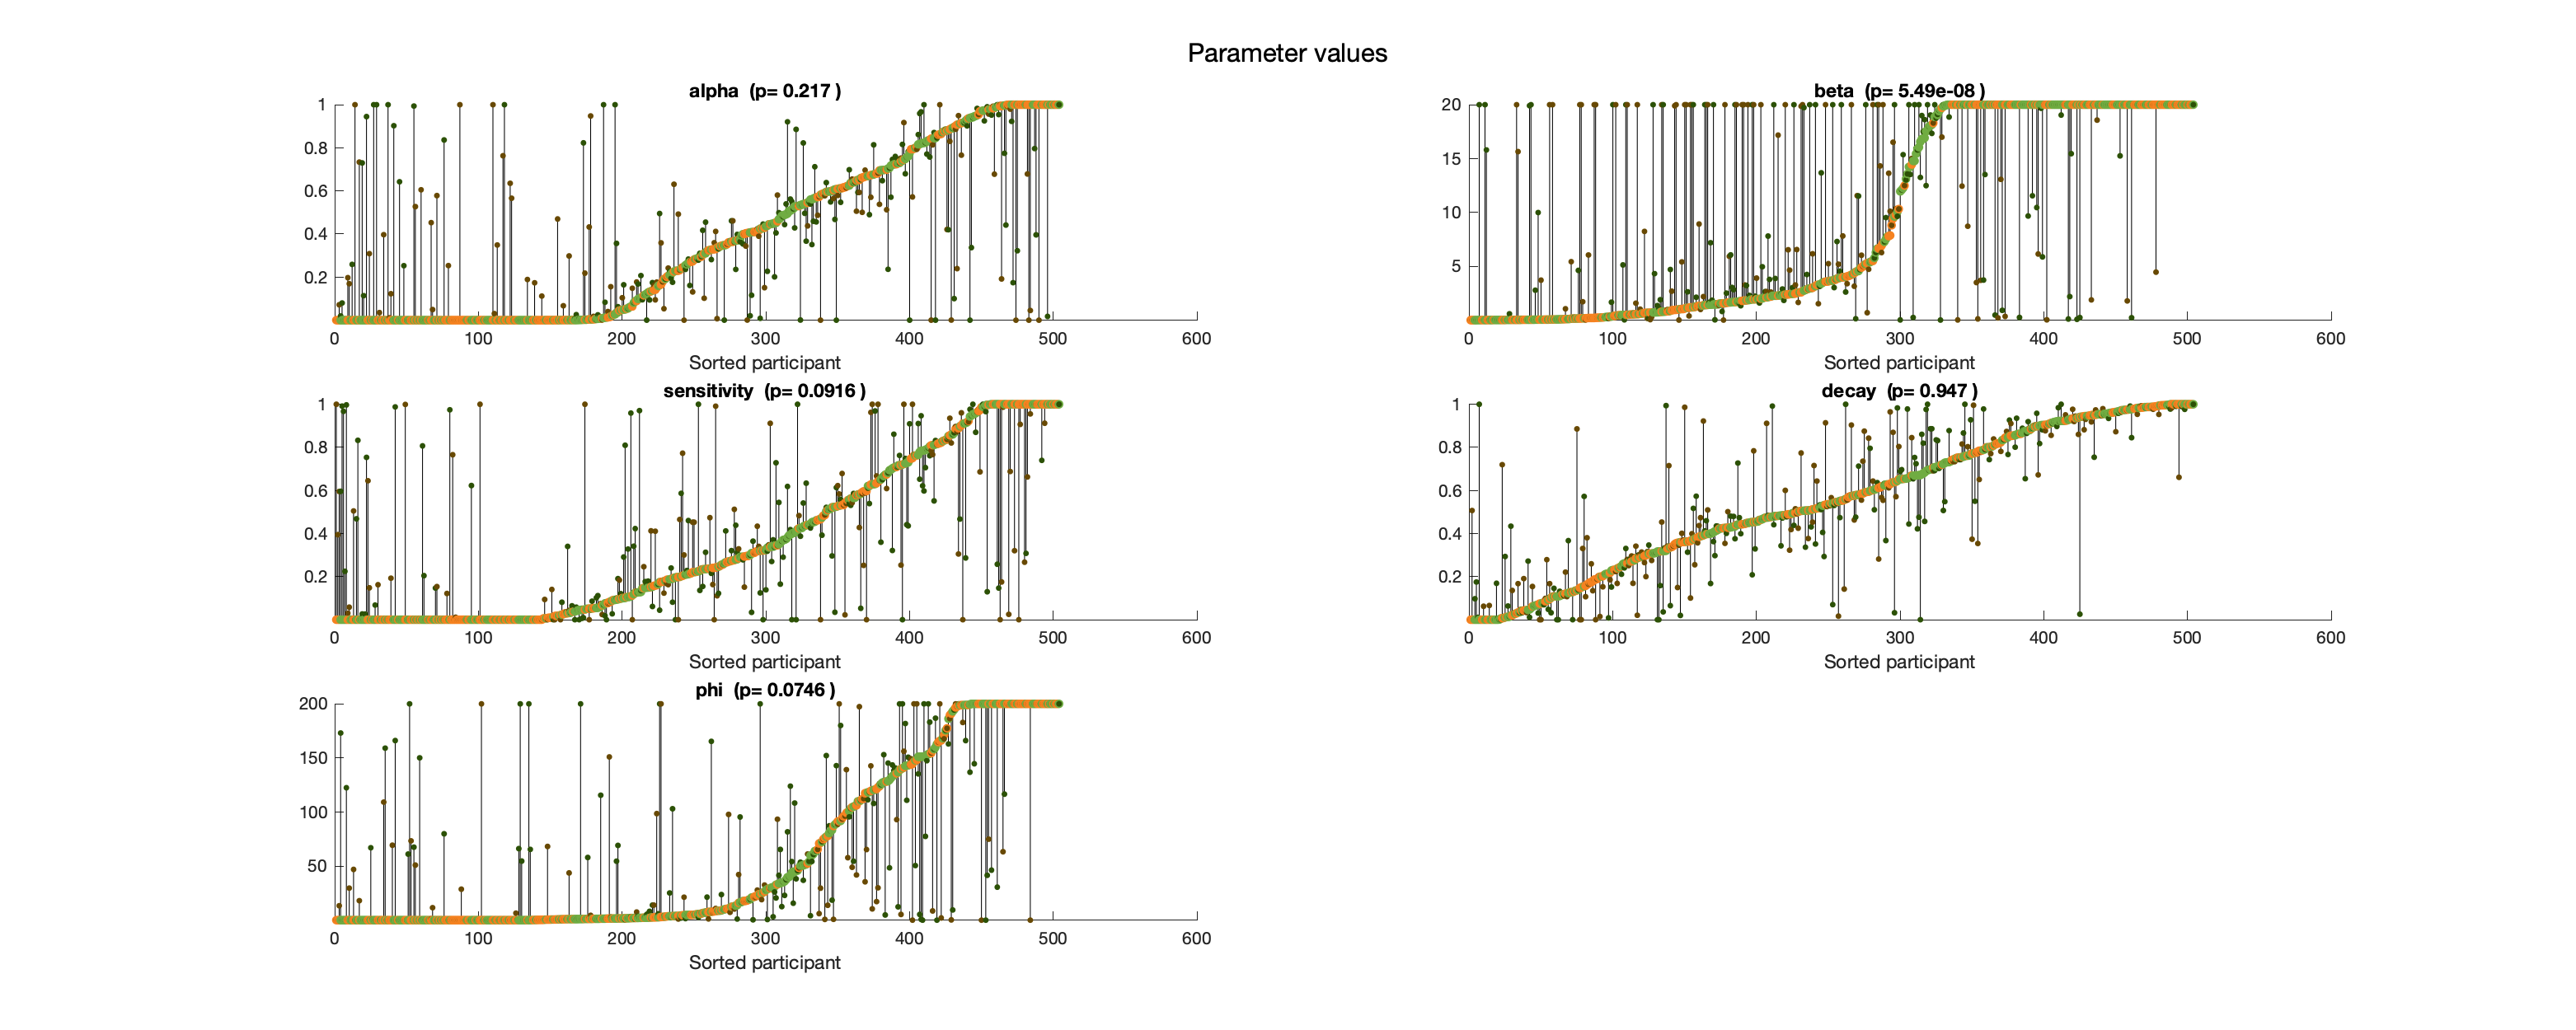 Parameter values
alpha (p= 0.217 )
1
0.8
0.6
0.4
0.2
0 100 200 300 400 500 600
Sorted participant
beta (p= 5.49e-08 )
20
15
10
5
0 100 200 300 400 500 600
Sorted participant
sensitivity (p= 0.0916 )
1
0.8
0.6
0.4
0.2
0 100 200 300 400 500 600
Sorted participant
decay (p= 0.947 )
1
0.8
0.6
0.4
0.2
0 100 200 300 400 500 600
Sorted participant
phi (p= 0.0746 )
200
150
100
50
0 100 200 300 400 500 600
Sorted participant